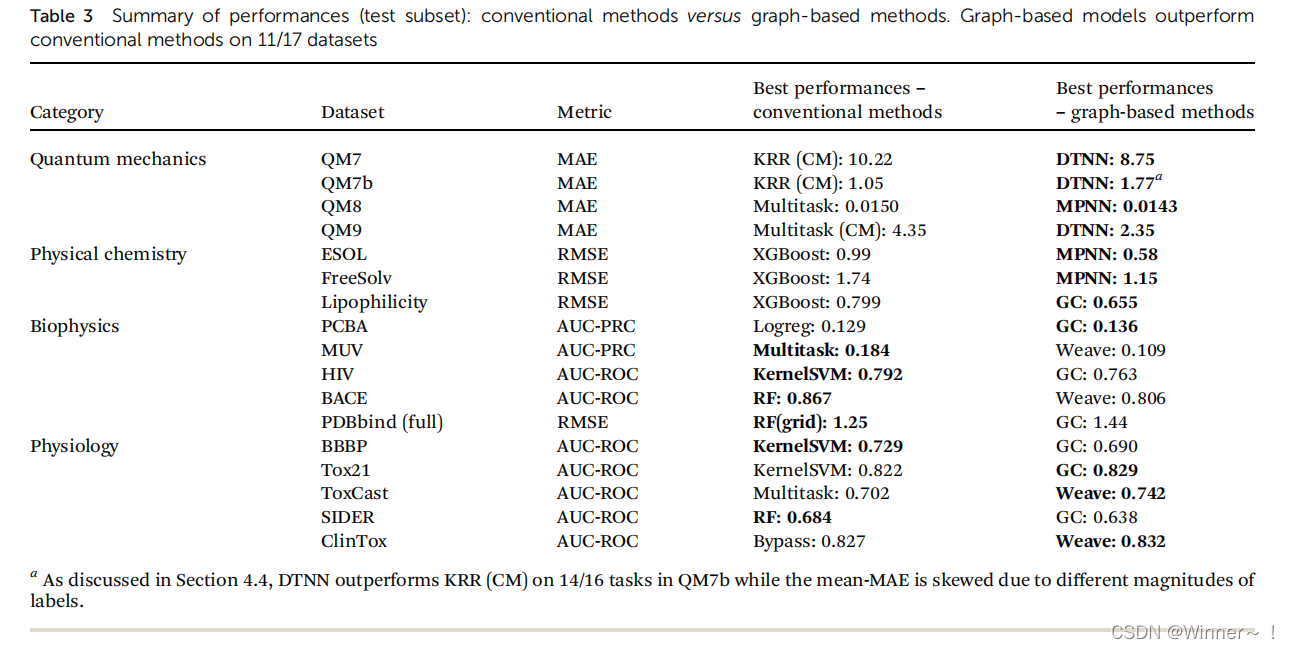 Table 3 Summary of performances (test subset): conventional methods versus graph-based methods. Graph-based models outperform
conventional methods on 11/17 datasets
Category Dataset Metric Best performances – conventional methods Best performances – graph-based methods
Quantum mechanics QM7 MAE KRR (CM): 10.22 DTNN: 8.75
QM7b MAE KRR (CM): 1.05 DTNN: 1.77a
QM8 MAE Multitask: 0.0150 MPNN: 0.0143
QM9 MAE Multitask (CM): 4.35 DTNN: 2.35
Physical chemistry ESOL RMSE XGBoost: 0.99 MPNN: 0.58
FreeSolv RMSE XGBoost: 1.74 MPNN: 1.15
Lipophilicity RMSE XGBoost: 0.799 GC: 0.655
Biophysics PCBA AUC-PRC Logreg: 0.129 GC: 0.136
MUV AUC-PRC Multitask: 0.184 Weave: 0.109
HIV AUC-ROC KernelSVM: 0.792 GC: 0.763
BACE AUC-ROC RF: 0.867 Weave: 0.806
PDBbind (full) RMSE RF(grid): 1.25 GC: 1.44
Physiology BBBP AUC-ROC KernelSVM: 0.729 GC: 0.690
Tox21 AUC-ROC KernelSVM: 0.822 GC: 0.829
ToxCast AUC-ROC Multitask: 0.702 Weave: 0.742
SIDER AUC-ROC RF: 0.684 GC: 0.638
ClinTox AUC-ROC Bypass: 0.827 Weave: 0.832
a As discussed in Section 4.4, DTNN outperforms KRR (CM) on 14/16 tasks in QM7b while the mean-MAE is skewed due to different magnitudes of
labels.
CSDN @Winner~！